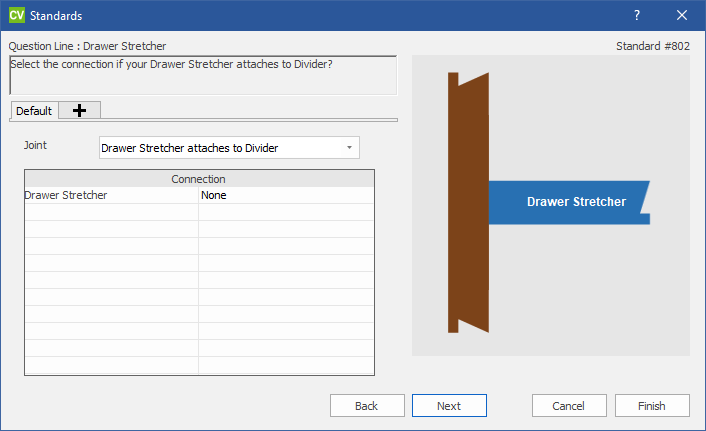 CV Standards ?
Question Line : Drawer Stretcher Standard #802
Select the connection if your Drawer Stretcher attaches to Divider?
Default
Joint Drawer Stretcher attaches to Divider
Connection
Drawer Stretcher None
Drawer Stretcher
Back Next Cancel Finish